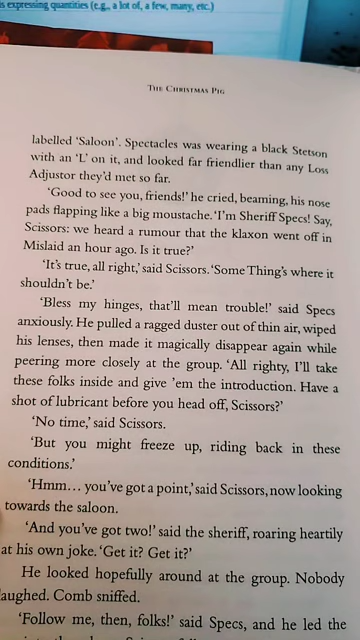 is expressing quantities (e.g., a lot of, a few, many, etc.)
The Christmas Pig
labelled ‘Saloon’. Spectacles was wearing a black Stetson
with an ‘L’ on it, and looked far friendlier than any Loss
Adjustor they’d met so far.
‘Good to see you, friends!’ he cried, beaming, his nose
pads flapping like a big moustache. ‘I’m Sheriff Specs! Say,
Scissors: we heard a rumour that the klaxon went off in
Mislaid an hour ago. Is it true?’
‘It’s true, all right,’ said Scissors. ‘Some Thing’s where it
shouldn’t be.’
‘Bless my hinges, that’ll mean trouble!’ said Specs
anxiously. He pulled a ragged duster out of thin air, wiped
his lenses, then made it magically disappear again while
peering more closely at the group. ‘All righty, I’ll take
these folks inside and give ’em the introduction. Have a
shot of lubricant before you head off, Scissors?’
‘No time,’ said Scissors.
‘But you might freeze up, riding back in these
conditions.’
‘Hmm… you’ve got a point,’ said Scissors, now looking
towards the saloon.
‘And you’ve got two!’ said the sheriff, roaring heartily
at his own joke. ‘Get it? Get it?’
He looked hopefully around at the group. Nobody
laughed. Comb sniffed.
‘Follow me, then, folks!’ said Specs, and he led the